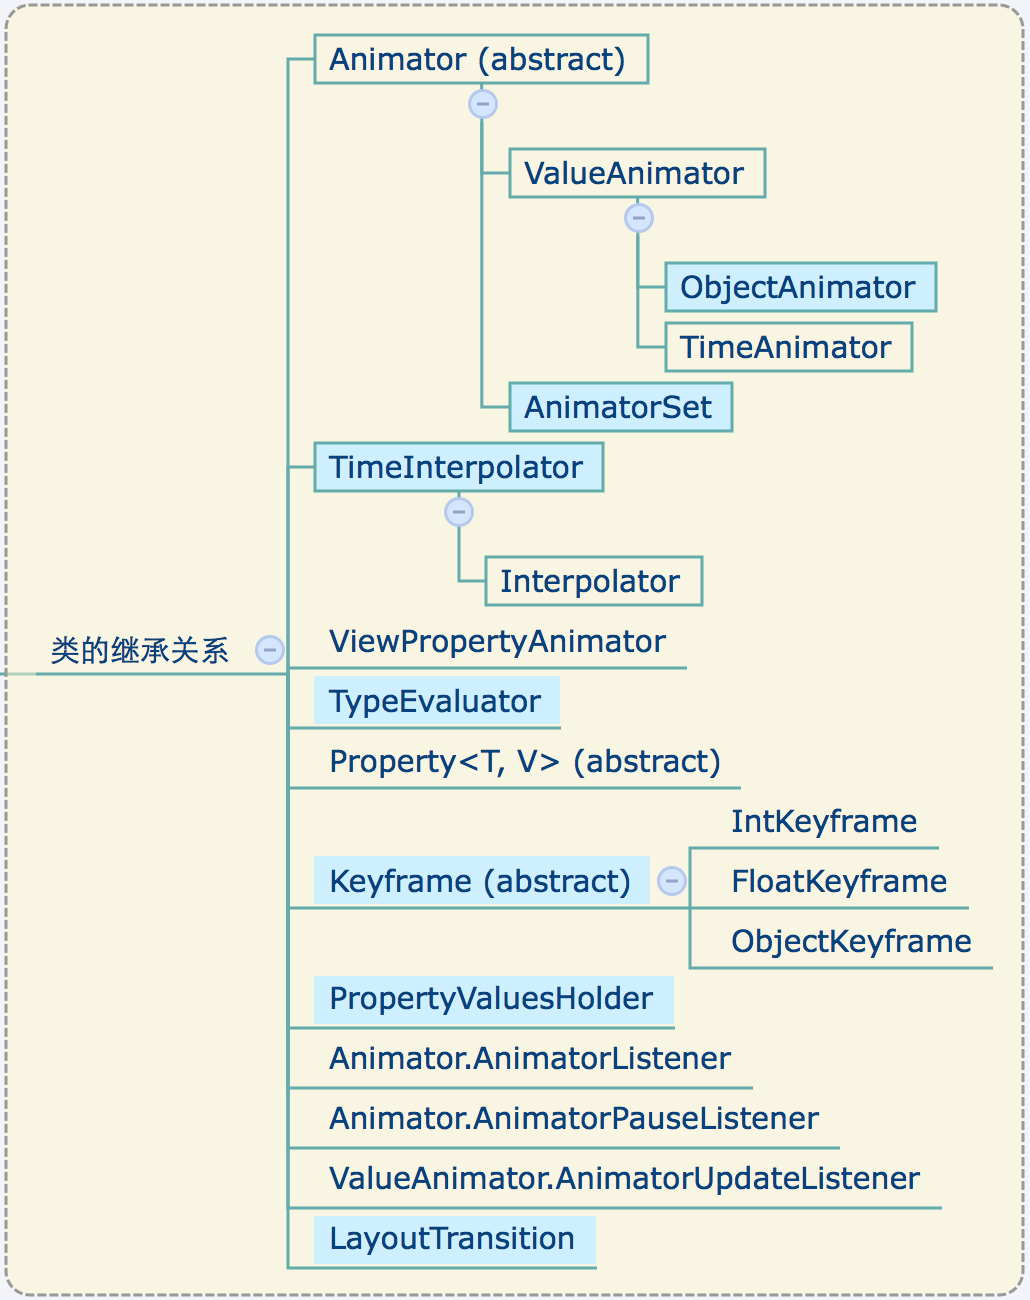 Animator (abstract)
ValueAnimator
ObjectAnimator
TimeAnimator
AnimatorSet
TimeInterpolator
Interpolator
类的继承关系
ViewPropertyAnimator
TypeEvaluator
Property<T, V> (abstract)
IntKeyframe
Keyframe (abstract)
FloatKeyframe
ObjectKeyframe
PropertyValuesHolder
Animator.AnimatorListener
Animator.AnimatorPauseListener
ValueAnimator.AnimatorUpdateListener
LayoutTransition